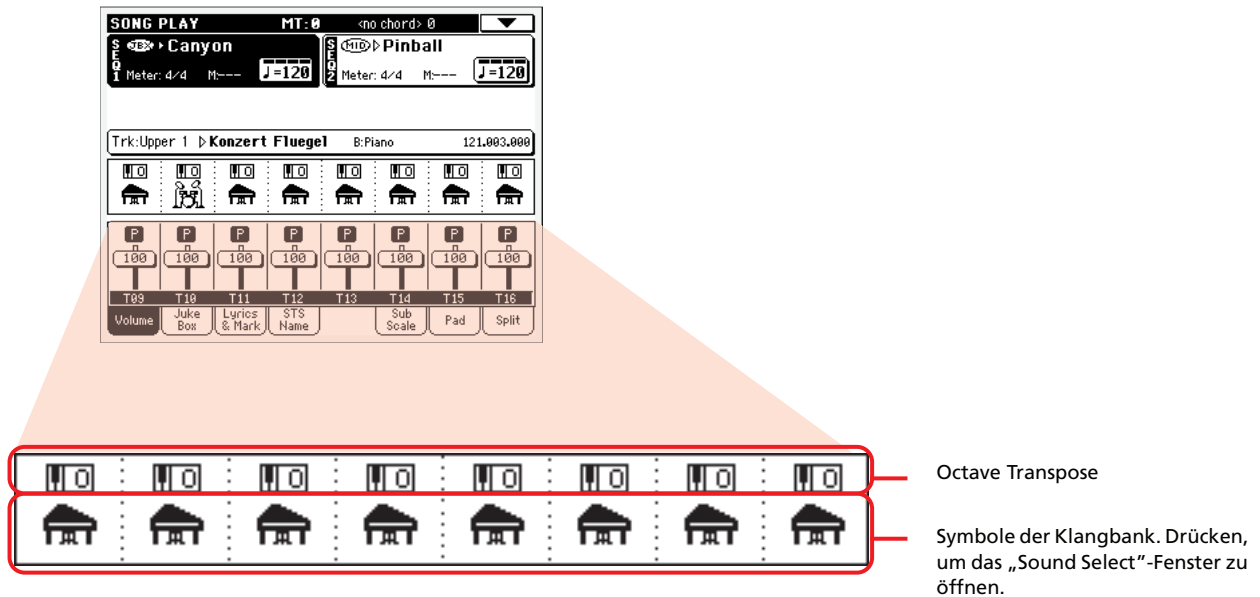 SONG PLAY MT:0 <no chord> 0
SEQ1 JBX Canyon
SEQ2 MID Pinball
Meter: 4/4 M:--- ♩=120
Meter: 4/4 M:--- ♩=120
Trk:Upper 1 ▷Konzert Fluegel B:Piano 121.003.000
0 0 0 0 0 0 0 0
P P P P P P P P
100 100 100 100 100 100 100 100
T09 T10 T11 T12 T13 T14 T15 T16
Volume
Juke
Box
Lyrics
& Mark
STS
Name
Sub
Scale
Pad
Split
0 0 0 0 0 0 0 0
Octave Transpose
Symbole der Klangbank. Drücken,
um das „Sound Select”-Fenster zu
öffnen.